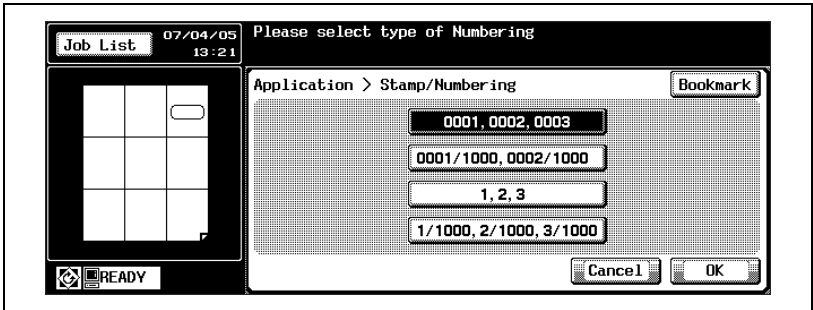 Job List
07/04/05
13:21
Please select type of Numbering
Application > Stamp/Numbering
Bookmark
0001, 0002, 0003
0001/1000, 0002/1000
1, 2, 3
1/1000, 2/1000, 3/1000
READY
Cancel
OK